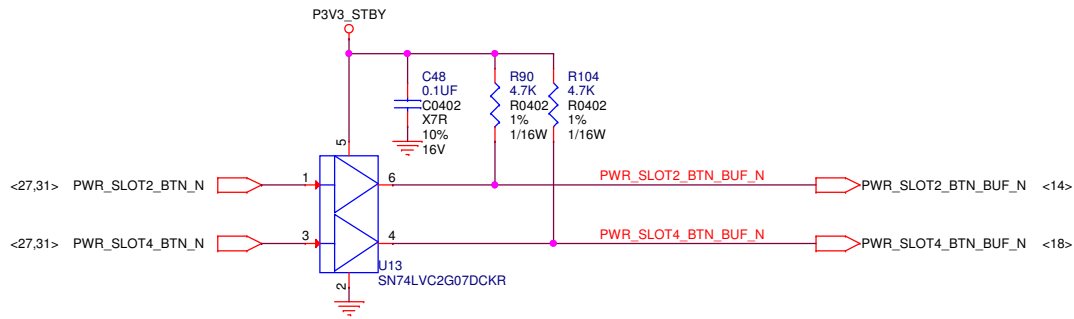 P3V3_STBY
C48
0.1UF
C0402
X7R
10%
16V
R90
4.7K
R0402
1%
1/16W
R104
4.7K
R0402
1%
1/16W
5
<27,31> PWR_SLOT2_BTN_N 1 6 PWR_SLOT2_BTN_BUF_N PWR_SLOT2_BTN_BUF_N <14>
<27,31> PWR_SLOT4_BTN_N 3 4 PWR_SLOT4_BTN_BUF_N PWR_SLOT4_BTN_BUF_N <18>
U13
SN74LVC2G07DCKR
2